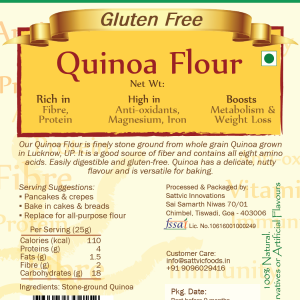 Gluten Free
Quinoa Flour
Net Wt:
Rich in
Fibre,
Protein
High in
Anti-oxidants,
Magnesium, Iron
Boosts
Metabolism &
Weight Loss
Our Quinoa Flour is finely stone ground from whole grain Quinoa grown
in Lucknow, UP. It is a good source of fiber and contains all eight amino
acids. Easily digestible and gluten-free. Quinoa has a delicate, nutty
flavour and is versatile for baking.
Serving Suggestions:
• Pancakes & crepes
• Bake in cakes & breads
• Replace for all-purpose flour
Per Serving (25g)
Calories (kcal) 110
Proteins (g) 4
Fats (g) 1.5
Fibre (g) 2
Carbohydrates (g) 18
Ingredients: Stone-ground Quinoa
Processed & Packaged by:
Sattvic Innovations
Sai Samarth Niwas 70/01
Chimbel, Tiswadi, Goa - 403006
fssai Lic. No.10616001000249
Customer Care:
info@sattvicfoods.in
+91 9096029416
Pkg. Date:
100% Natural.
Artificial Flavours
Fibre
Protein